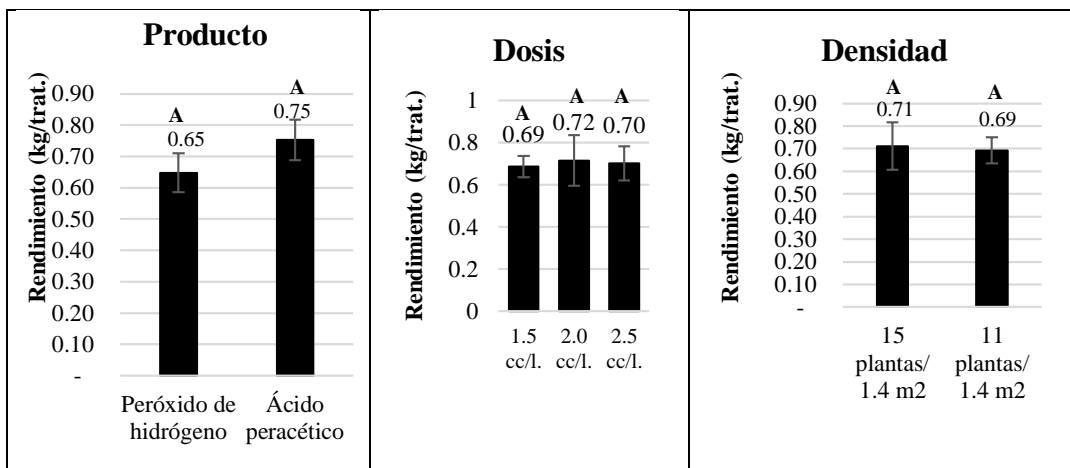 Producto
Rendimiento (kg/trat.)
0.90
0.80
0.70
0.60
0.50
0.40
0.30
0.20
0.10
-
A
0.65
A
0.75
Peróxido de
hidrógeno
Ácido
peracético
Dosis
Rendimiento (kg/trat.)
1
0.8
0.6
0.4
0.2
0
A
0.69
A
0.72
A
0.70
1.5
cc/l.
2.0
cc/l.
2.5
cc/l.
Densidad
Rendimiento (kg/trat.)
0.90
0.80
0.70
0.60
0.50
0.40
0.30
0.20
0.10
-
A
0.71
A
0.69
15
plantas/
1.4 m2
11
plantas/
1.4 m2